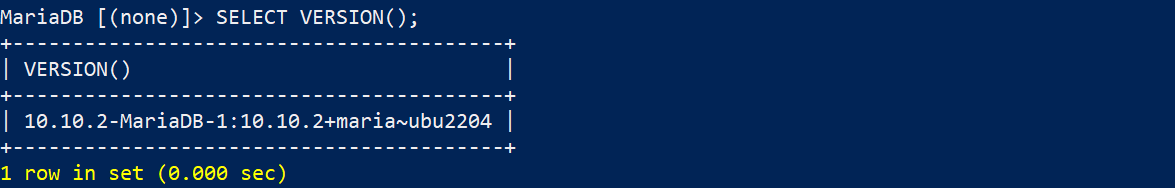 MariaDB [(none)]> SELECT VERSION();
+-----------------------------------------+
| VERSION()                               |
+-----------------------------------------+
| 10.10.2-MariaDB-1:10.10.2+maria~ubu2204 |
+-----------------------------------------+
1 row in set (0.000 sec)